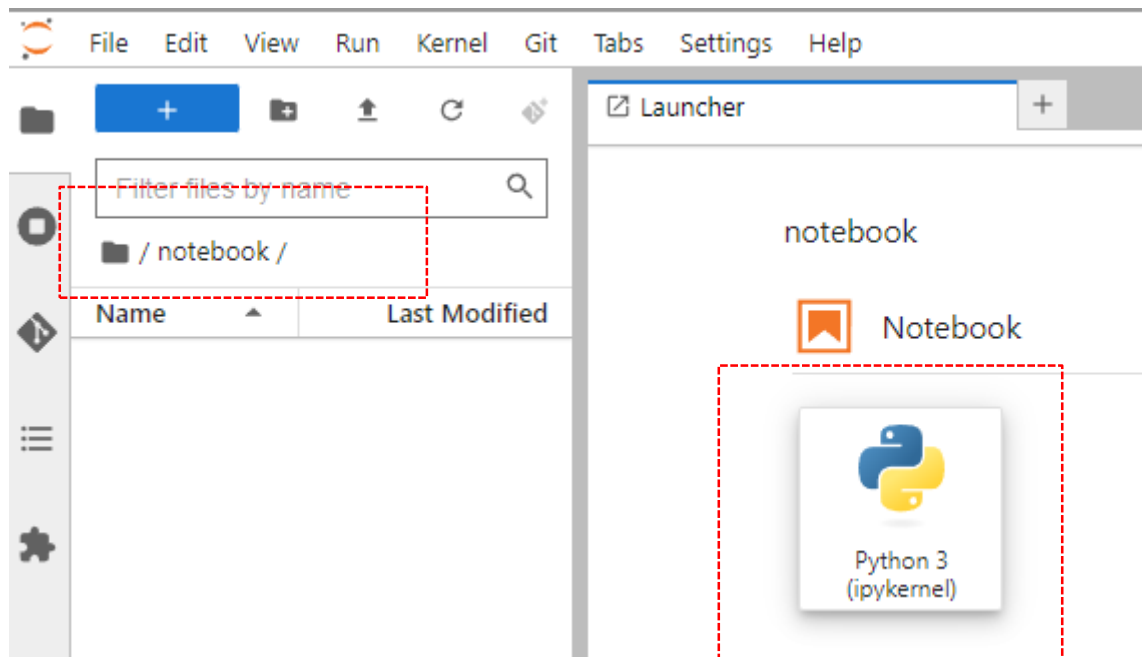 File Edit View Run Kernel Git Tabs Settings Help
+
Launcher
+
Filter files by name
/ notebook /
Name
Last Modified
notebook
Notebook
Python 3
(ipykernel)